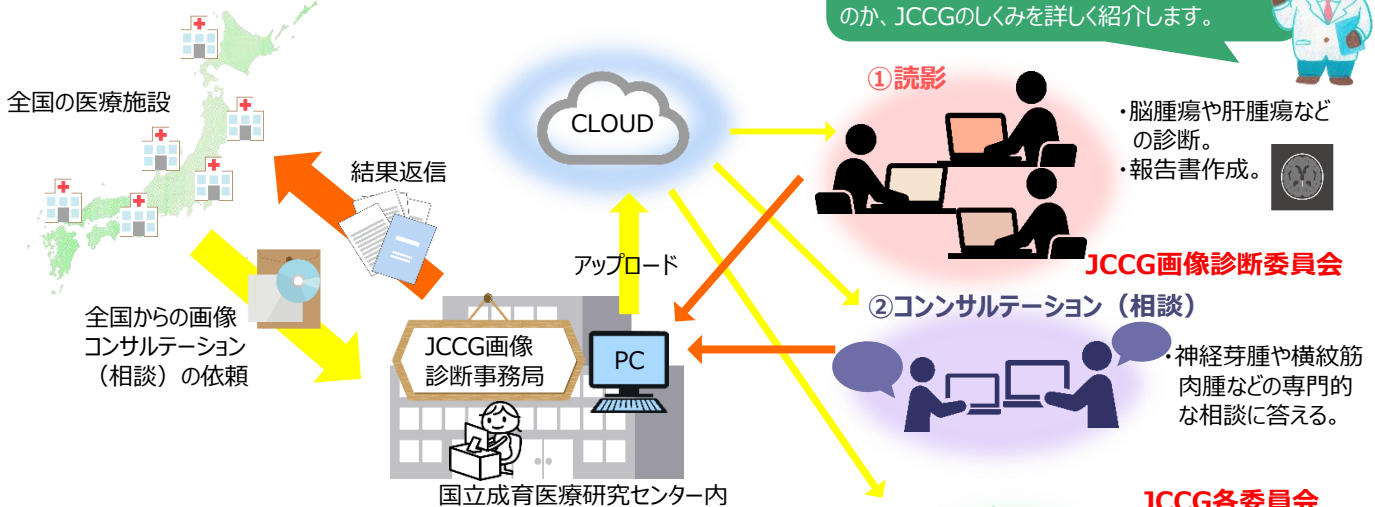 のか、JCCGのしくみを詳しく紹介します。
①読影
・脳腫瘍や肝腫瘍など
の診断。
・報告書作成。
JCCG画像診断委員会
全国の医療施設
CLOUD
結果返信
アップロード
②コンンサルテーション（相談）
・神経芽腫や横紋筋
肉腫などの専門的
な相談に答える。
全国からの画像
コンサルテーション
（相談）の依頼
JCCG画像
診断事務局
PC
国立成育医療研究センター内
JCCG各委員会